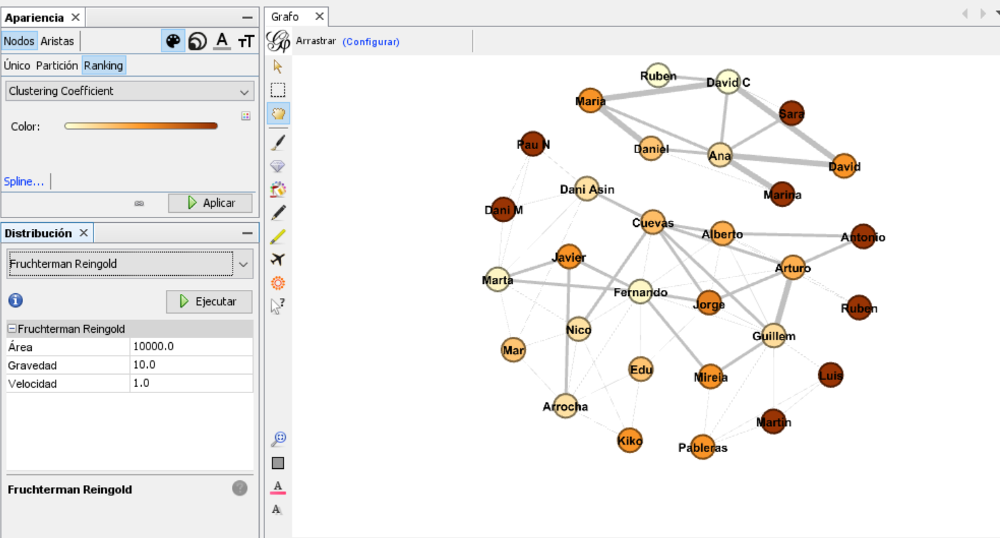 Apariencia
Nodos Aristas
Único Partición Ranking
Clustering Coefficient
Color:
Spline...
Aplicar
Distribución
Fruchterman Reingold
Ejecutar
Fruchterman Reingold
Área 10000.0
Gravedad 10.0
Velocidad 1.0
Fruchterman Reingold
Grafo
Arrastrar (Configurar)
Ruben
David C
Maria
Sara
Pau N
Daniel
Ana
David
Dani Asin
Marina
Dani M
Cuevas
Alberto
Antonio
Javier
Arturo
Marta
Fernando
Jorge
Ruben
Nico
Guillem
Mar
Edu
Mireia
Luis
Arrocha
Martin
Kiko
Pableras